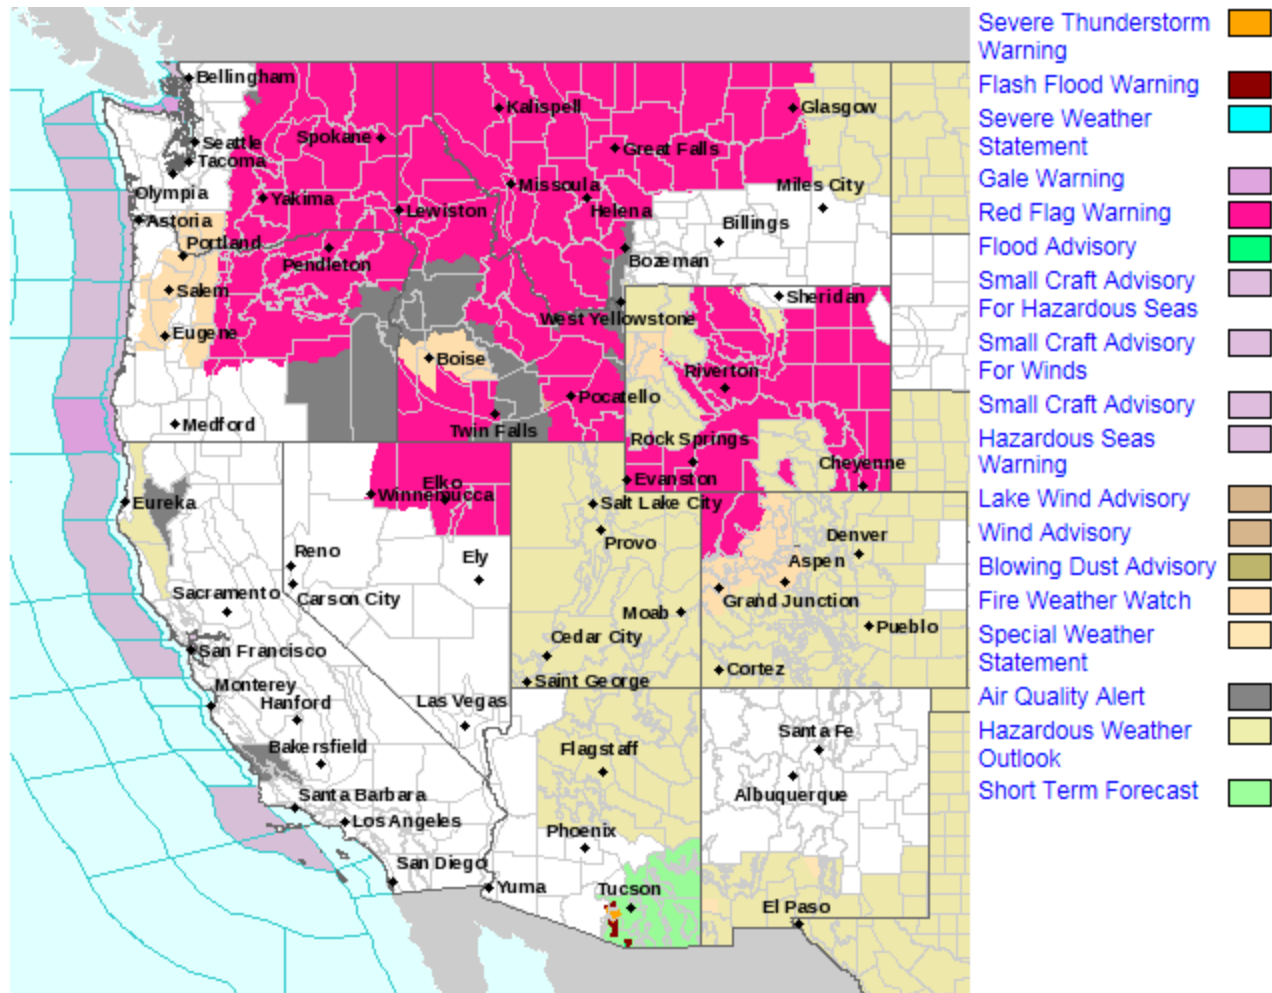 Bellingham
Kalispell
Glasgow
Spokane
Seattle
Great Falls
Tacoma
Olympia
Missoula
Miles City
Yakima
Lewiston
Helena
Astoria
Billings
Portland
Pendleton
Bozeman
Salem
Sheridan
West Yellowstone
Eugene
Boise
Riverton
Pocatello
Medford
Twin Falls
Rock Springs
Cheyenne
Elko
Evanston
Winnemucca
Eureka
Salt Lake City
Provo
Denver
Reno
Ely
Aspen
Sacramento
Carson City
Grand Junction
Moab
Pueblo
Cedar City
San Francisco
Cortez
Saint George
Monterey
Hanford
Las Vegas
Santa Fe
Bakersfield
Flagstaff
Santa Barbara
Albuquerque
Los Angeles
Phoenix
San Diego
Yuma
Tucson
El Paso
Severe Thunderstorm
Warning
Flash Flood Warning
Severe Weather
Statement
Gale Warning
Red Flag Warning
Flood Advisory
Small Craft Advisory
For Hazardous Seas
Small Craft Advisory
For Winds
Small Craft Advisory
Hazardous Seas
Warning
Lake Wind Advisory
Wind Advisory
Blowing Dust Advisory
Fire Weather Watch
Special Weather
Statement
Air Quality Alert
Hazardous Weather
Outlook
Short Term Forecast